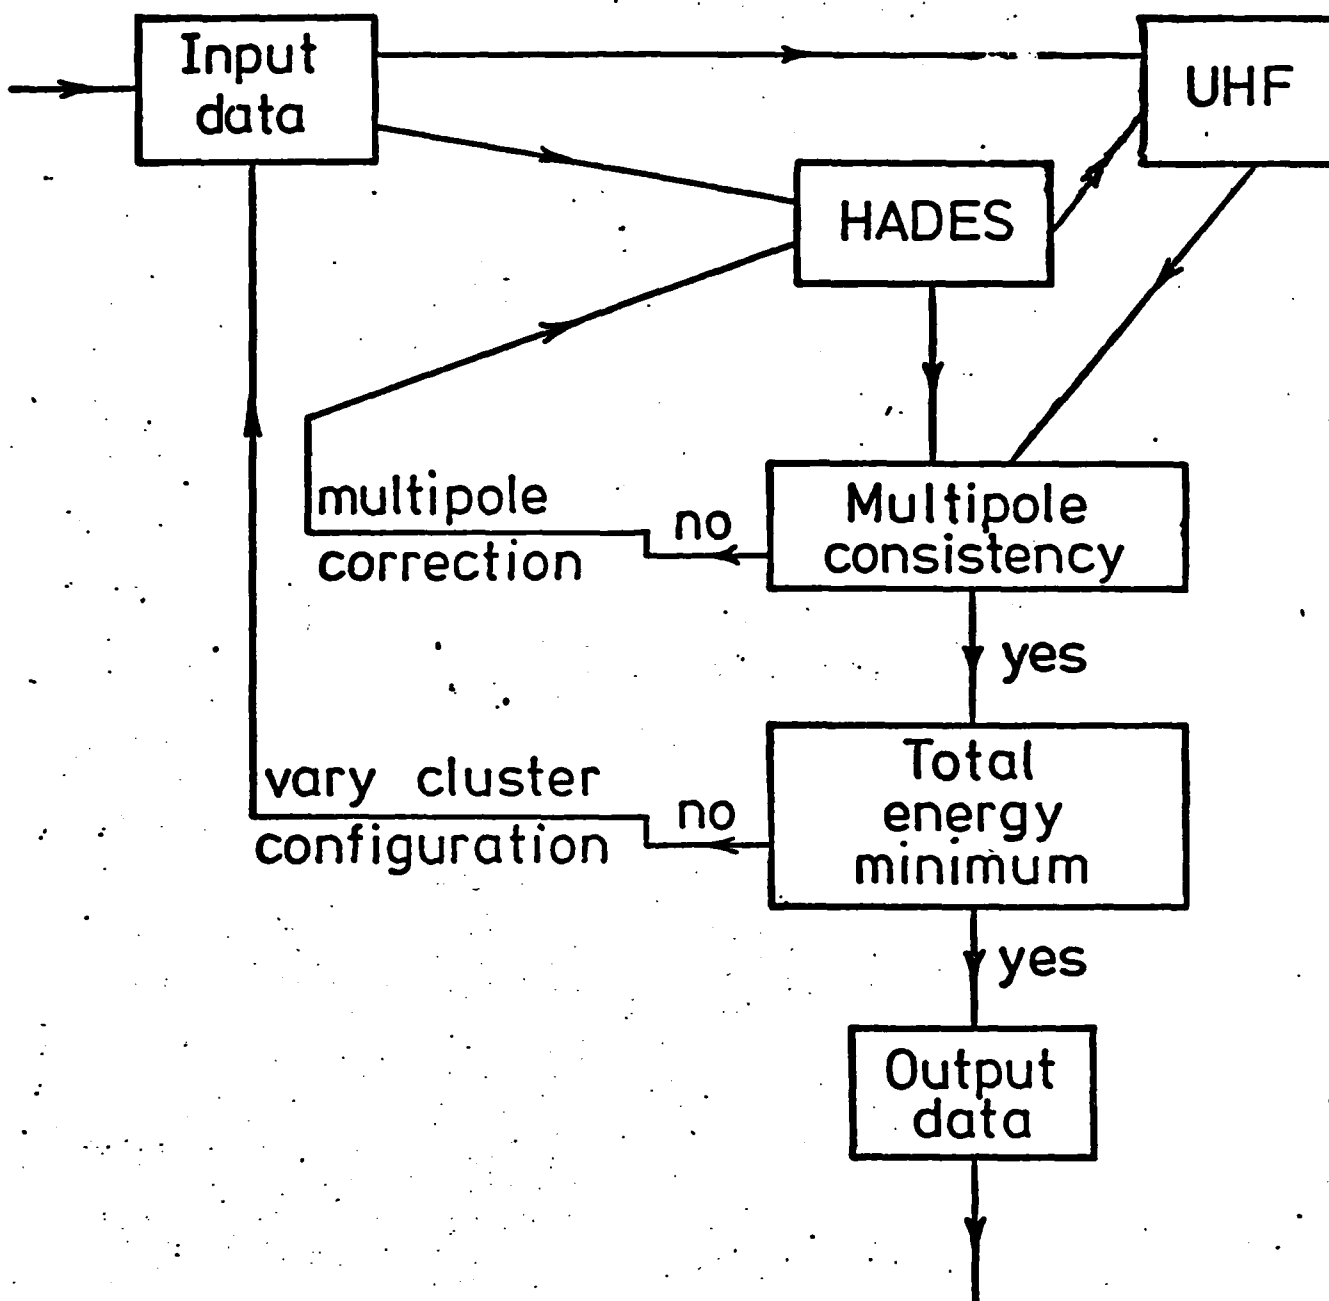 Input
data
UHF
HADES
multipole
correction
no
Multipole
consistency
yes
vary cluster
configuration
no
Total
energy
minimum
yes
Output
data